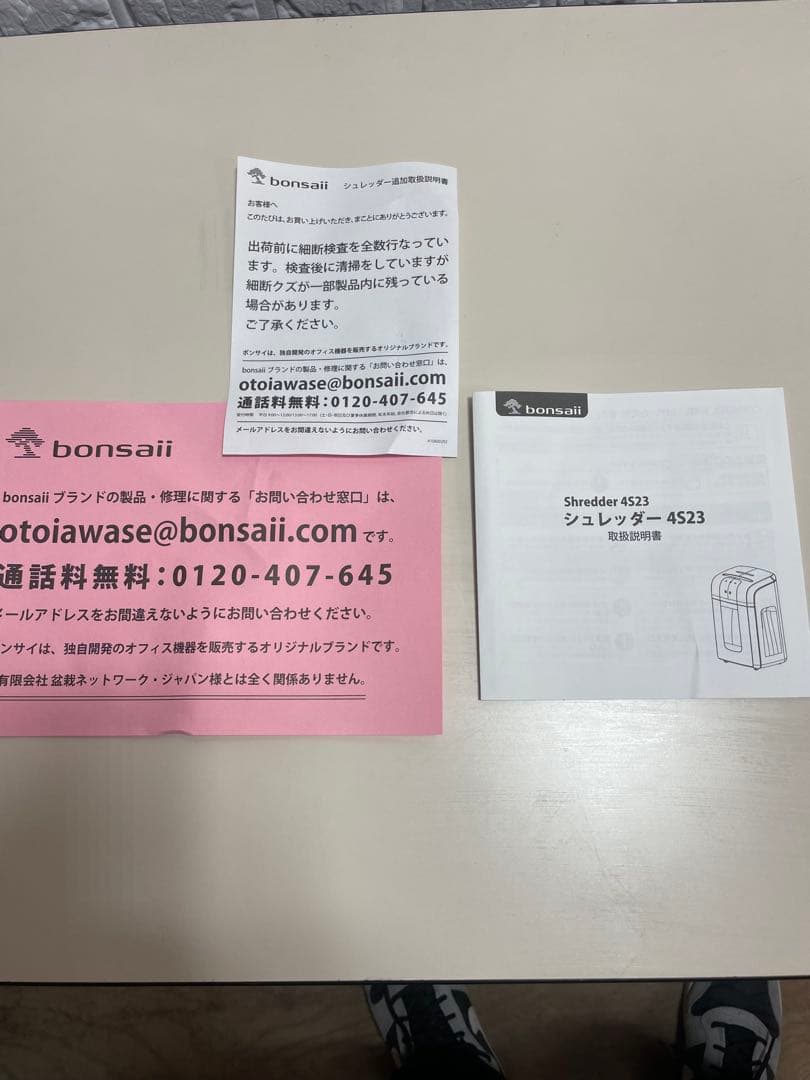 bonsaii シュレッダー追加取扱説明書
お客様へ
このたびは、お買い上げいただき、まことにありがとうございます。
出荷前に細断検査を全数行なってい
ます。検査後に清掃をしていますが
細断クズが一部製品内に残っている
場合があります。
ご了承ください。
ボンサイは、独自開発のオフィス機器を販売するオリジナルブランドです。
bonsaii ブランドの製品・修理に関する「お問い合わせ窓口」は、
otoiawase@bonsaii.com
通話料無料:0120-407-645
メールアドレスをお間違えないようにお問い合わせください。
bonsaii
bonsaii ブランドの製品・修理に関する「お問い合わせ窓口」は、
otoiawase@bonsaii.com です。
通話料無料:0120-407-645
メールアドレスをお間違えないようにお問い合わせください。
ンサイは、独自開発のオフィス機器を販売するオリジナルブランドです。
有限会社 盆栽ネットワーク・ジャパン様とは全く関係ありません。
bonsaii
Shredder 4S23
シュレッダー 4S23
取扱説明書